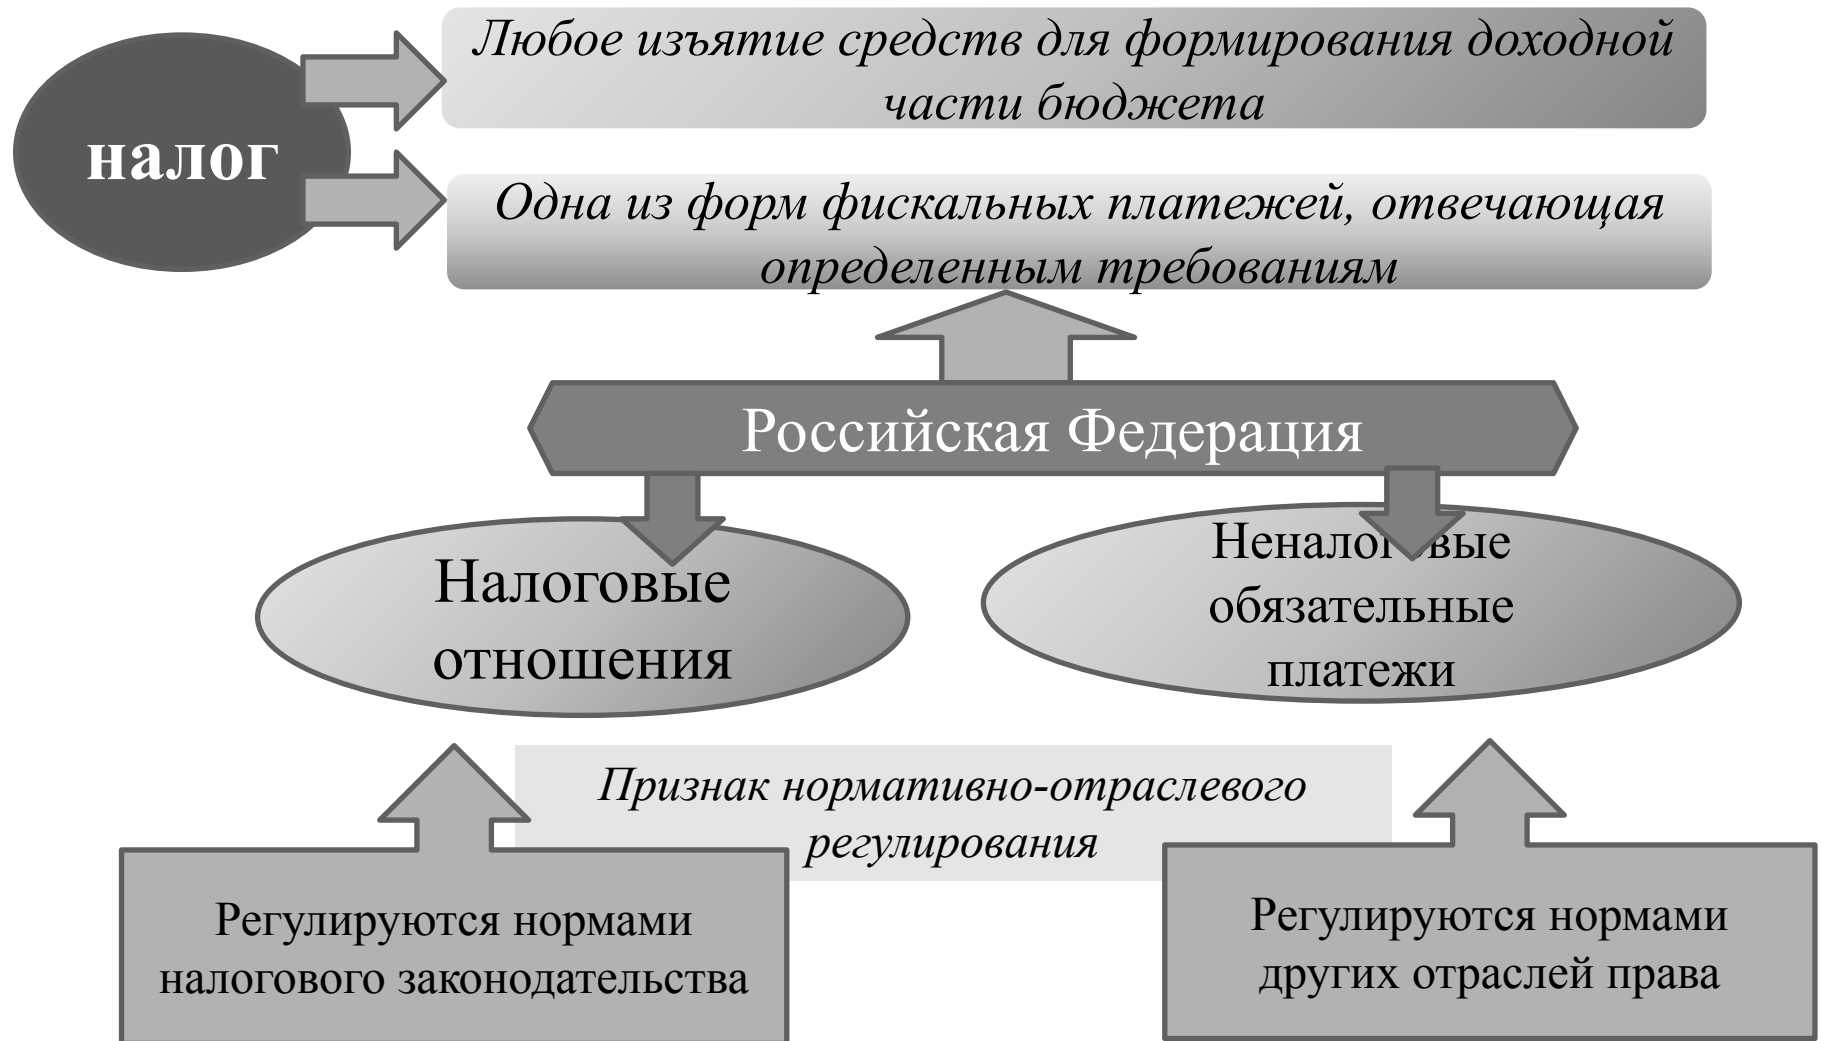 налог
Любое изъятие средств для формирования доходной
части бюджета
Одна из форм фискальных платежей, отвечающая
определенным требованиям
Российская Федерация
Налоговые
отношения
Неналоговые
обязательные
платежи
Признак нормативно-отраслевого
регулирования
Регулируются нормами
налогового законодательства
Регулируются нормами
других отраслей права